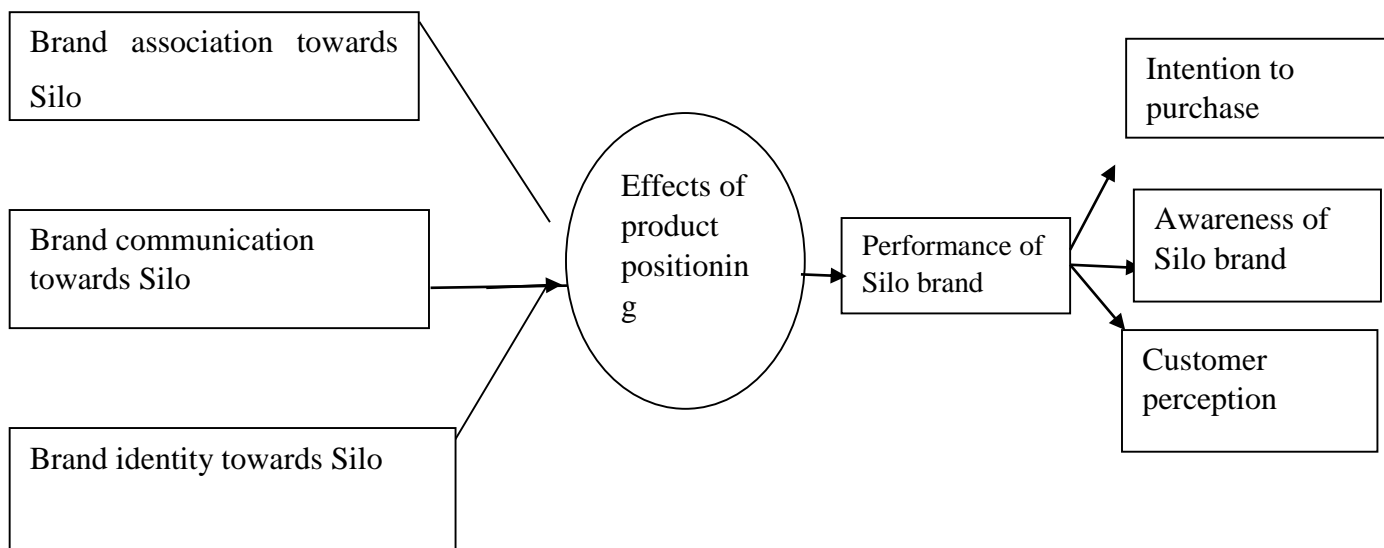 Brand association towards
Silo
Brand communication
towards Silo
Brand identity towards Silo
Effects of
product
positionin
g
Performance of
Silo brand
Intention to
purchase
Awareness of
Silo brand
Customer
perception